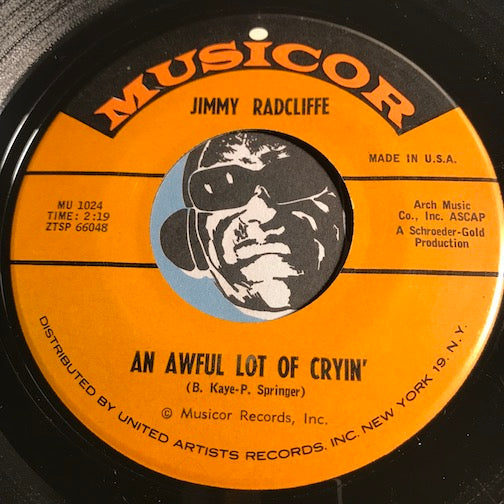 MUSICOR
JIMMY RADCLIFFE
MADE IN U.S.A.
MU 1024
TIME: 2:19
ZTSP 66048
Arch Music
Co., Inc. ASCAP
A Schroeder-Gold
Production
AN AWFUL LOT OF CRYIN'
(B. Kaye-P. Springer)
© Musicor Records, Inc.
DISTRIBUTED BY UNITED ARTISTS RECORDS, INC. NEW YORK 19, N.Y.